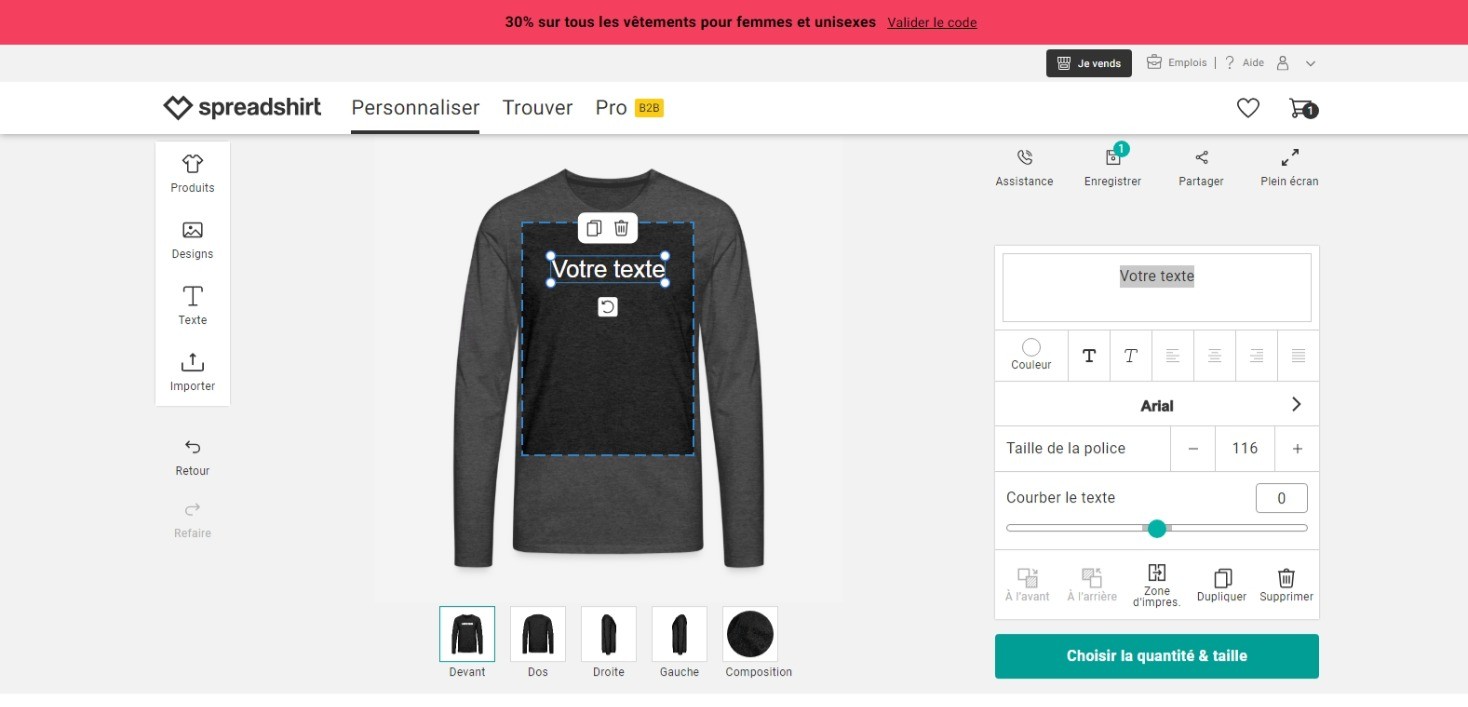 30% sur tous les vêtements pour femmes et unisexes Valider le code
Je vends Emplois | ? Aide
spreadshirt Personnaliser Trouver Pro B2B 1
Produits
Designs
Texte
Importer
Retour
Refaire
Votre texte
Devant Dos Droite Gauche Composition
1
Assistance Enregistrer Partager Plein écran
Votre texte
Couleur T T
Arial
Taille de la police − 116 +
Courber le texte 0
À l'avant À l'arrière Zone d'impres. Dupliquer Supprimer
Choisir la quantité & taille